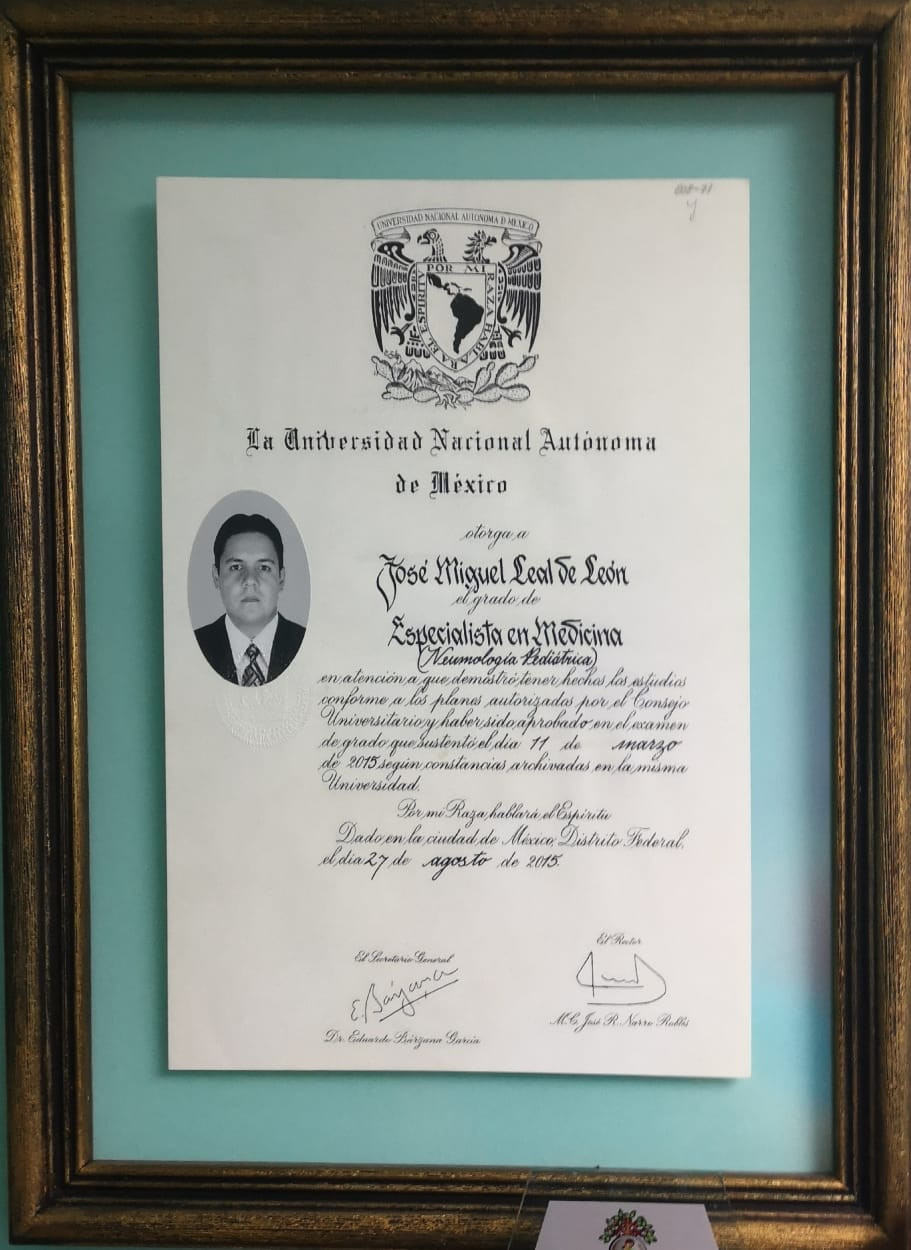 008-71
y
UNIVERSIDAD NACIONAL AUTONOMA D MEXICO
POR MI RAZA HABLARA EL ESPIRITU
La Universidad Nacional Autónoma
de México
otorga a
José Miguel Leal de León
el grado de
Especialista en Medicina
(Neumología Pediátrica)
en atención a que demostró tener hechos los estudios
conforme a los planes autorizados por el Consejo
Universitario y haber sido aprobado en el examen
de grado que sustentó el día 11 de marzo
de 2015 según constancias archivadas en la misma
Universidad.
Por mi Raza hablará el Espíritu
Dado en la ciudad de México, Distrito Federal,
el día 27 de agosto de 2015.
El Secretario General
E. Bárzana
Dr. Eduardo Bárzana García
El Rector
M.C. José R. Narro Robles